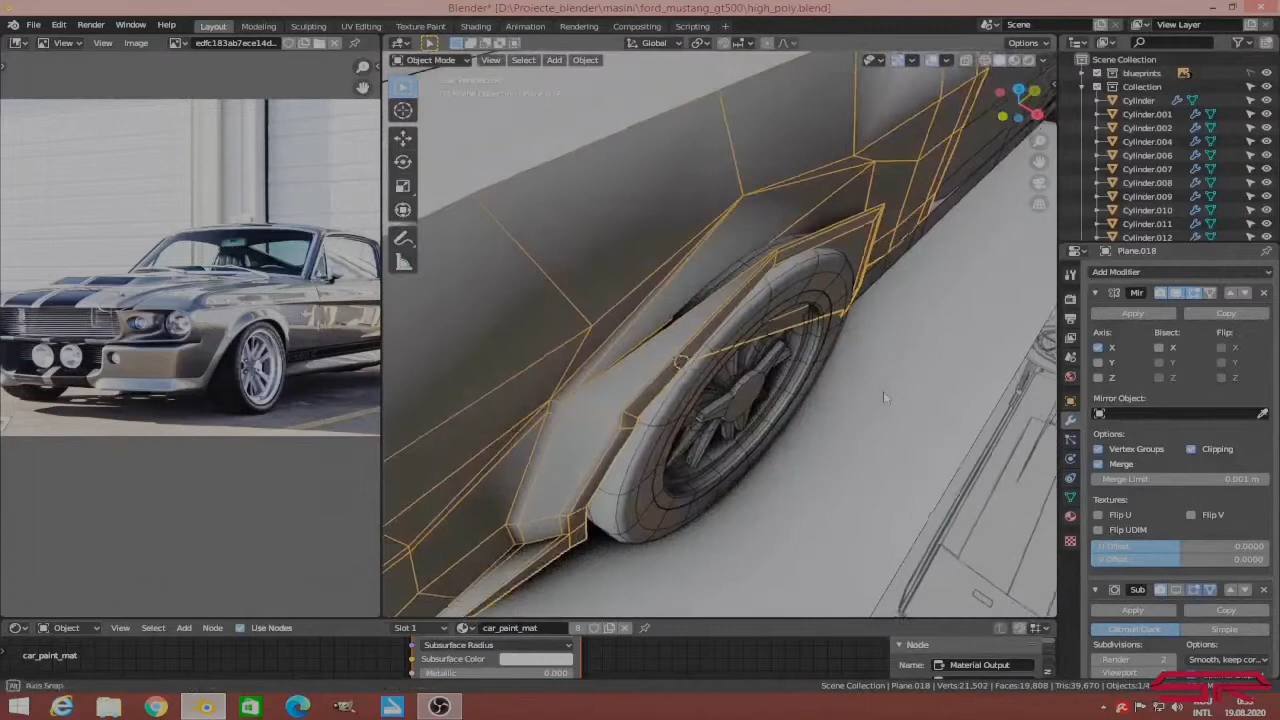 Blender* [D:\Proiecte_blender\masini\ford_mustang_gt500\high_poly.blend]
File Edit Render Window Help Layout Modeling Sculpting UV Editing Texture Paint Shading Animation Rendering Compositing Scripting Scene View Layer
View View Image edfc183ab7ece14d... Global Options
Object Mode View Select Add Object
Scene Collection
blueprints
Collection
Cylinder
Cylinder.001
Cylinder.002
Cylinder.004
Cylinder.006
Cylinder.007
Cylinder.008
Cylinder.009
Cylinder.010
Cylinder.011
Cylinder.012
Plane.018
Add Modifier
Mir
Apply Copy
Axis: Bisect: Flip:
X X X
Y Y Y
Z Z Z
Mirror Object:
Options:
Vertex Groups Clipping
Merge
Merge Limit 0.001 m
Textures:
Flip U Flip V
Flip UDIM
0.0000
0.0000
Sub
Apply Copy
Catmull-Clark Simple
Subdivisions: Options:
Render 2 Smooth, keep cor...
Viewport
Object View Select Add Node Use Nodes Slot 1 car_paint_mat 8
Subsurface Radius
Subsurface Color
Metallic 0.000
Node
Name: Material Output
car_paint_mat
Axis Snap
Scene Collection | Plane.018 | Verts:21,502 | Faces:19,808 | Tris:39,670 | Objects:1/4
INTL 19.08.2020